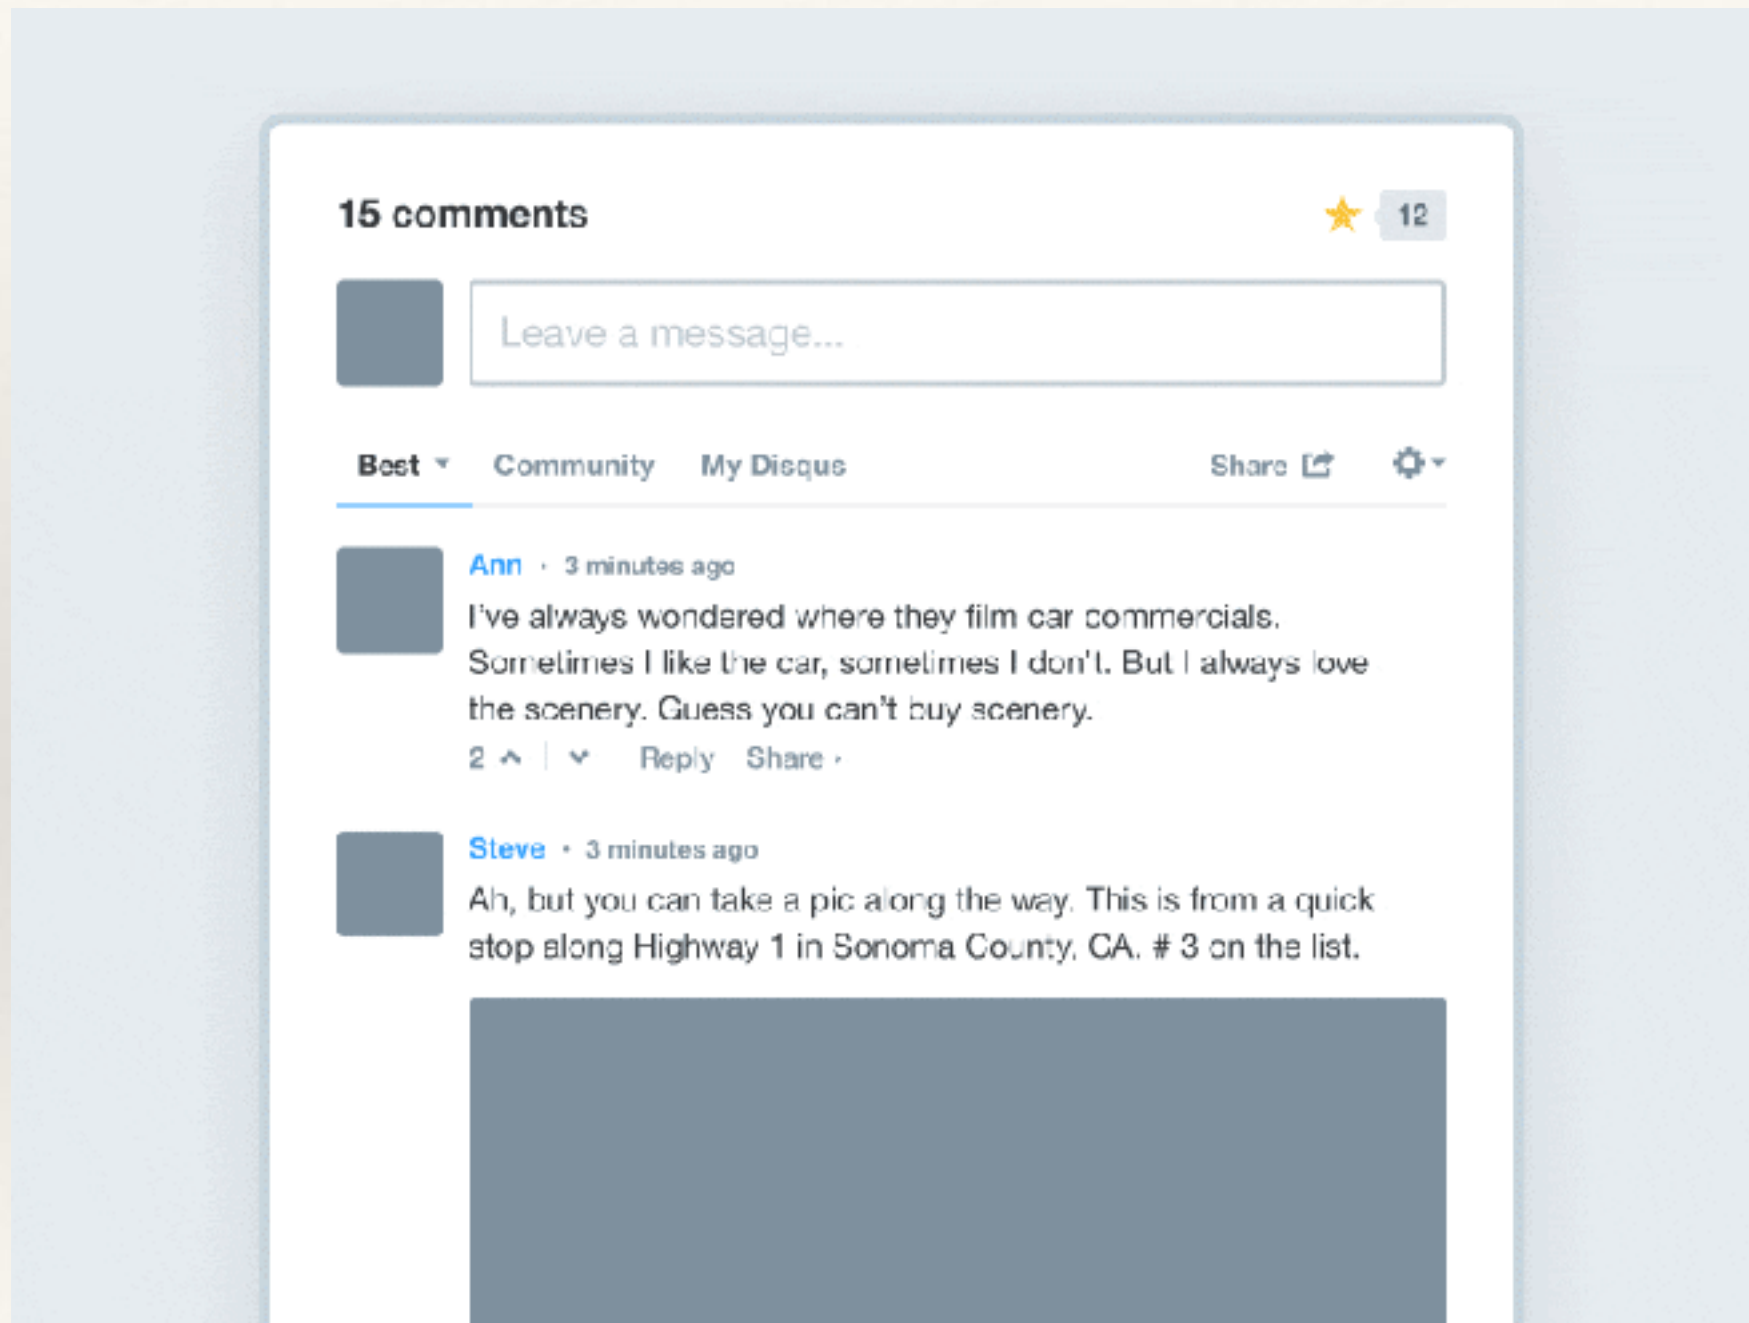 15 comments
12
Leave a message...
Best Community My Disqus Share
Ann · 3 minutes ago
I've always wondered where they film car commercials.
Sometimes I like the car, sometimes I don't. But I always love
the scenery. Guess you can't buy scenery.
2 Reply Share ›
Steve • 3 minutes ago
Ah, but you can take a pic along the way. This is from a quick
stop along Highway 1 in Sonoma County, CA. # 3 on the list.